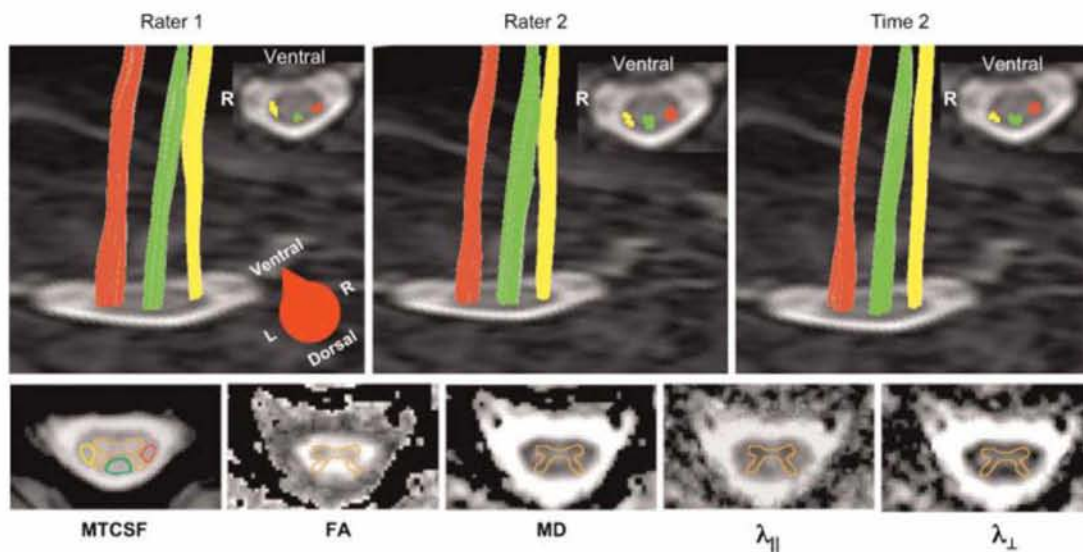 Rater 1
Rater 2
Time 2
Ventral
R
Ventral
R
L
Dorsal
Ventral
R
Ventral
R
MTCSF
FA
MD
λ||
λ⊥